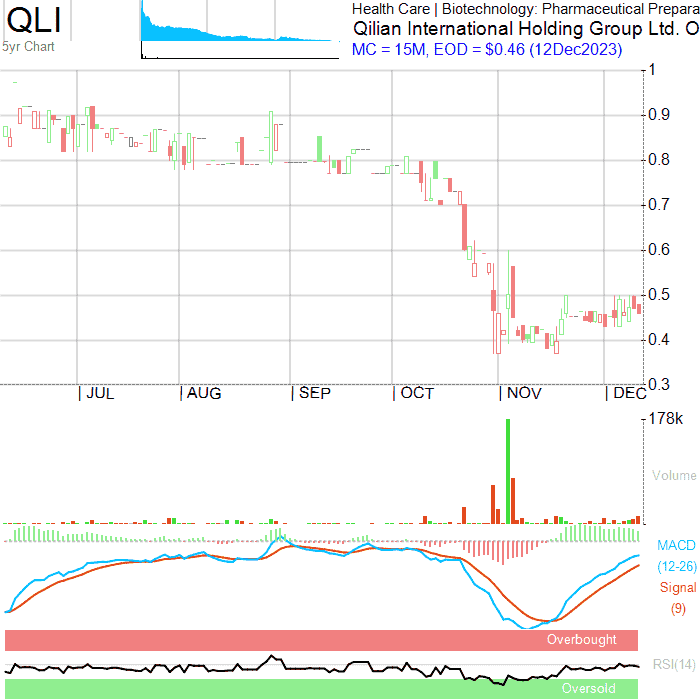 QLI
5yr Chart
Health Care | Biotechnology: Pharmaceutical Prepara
Qilian International Holding Group Ltd. O
MC = 15M, EOD = $0.46 (12Dec2023)
1
0.9
0.8
0.7
0.6
0.5
0.4
0.3
| JUL | AUG | SEP | OCT | NOV | DEC
178k
Volume
MACD
(12-26)
Signal
(9)
Overbought
RSI(14)
Oversold